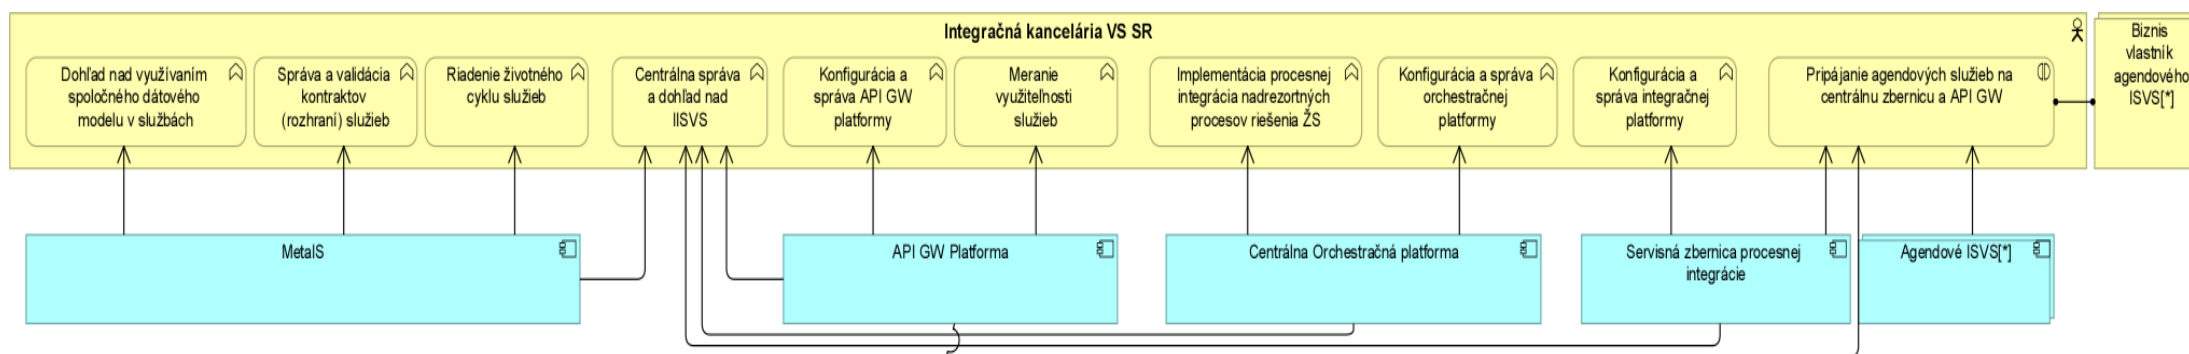 Integračná kancelária VS SR
Biznis
vlastník
agendového
ISVS[*]
Dohľad nad využívaním
spoločného dátového
modelu v službách
Správa a validácia
kontraktov
(rozhraní) služieb
Riadenie životného
cyklu služieb
Centrálna správa
a dohľad nad
IISVS
Konfigurácia a
správa API GW
platformy
Meranie
využiteľnosti
služieb
Implementácia procesnej
integrácia nadrezortných
procesov riešenia ŽS
Konfigurácia a správa
orchestračnej
platformy
Konfigurácia a
správa integračnej
platformy
Pripájanie agendových služieb na
centrálnu zbernicu a API GW
MetaIS
API GW Platforma
Centrálna Orchestračná platforma
Servisná zbernica procesnej
integrácie
Agendové ISVS[*]